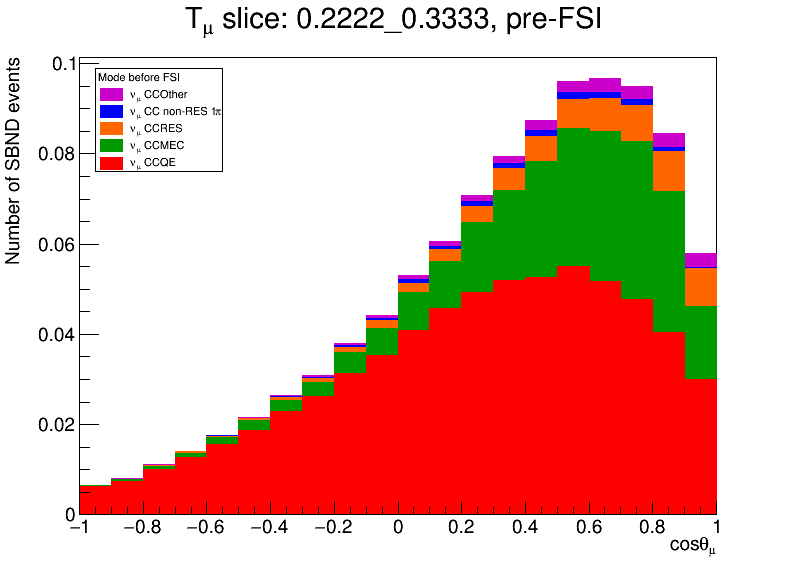 Tμ slice: 0.2222_0.3333, pre-FSI
Number of SBND events
Mode before FSI
νμ CCOther
νμ CC non-RES 1π
νμ CCRES
νμ CCMEC
νμ CCQE
0.1
0.08
0.06
0.04
0.02
0
−1 −0.8 −0.6 −0.4 −0.2 0 0.2 0.4 0.6 0.8 1
cosθμ